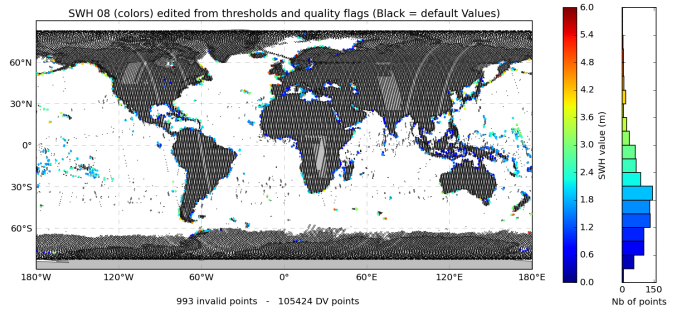 SWH 08 (colors) edited from thresholds and quality flags (Black = default Values)
60°N
30°N
0°
30°S
60°S
180°W
120°W
60°W
0°
60°E
120°E
180°E
993 invalid points - 105424 DV points
6.0
5.4
4.8
4.2
3.6
3.0
2.4
1.8
1.2
0.6
0.0
SWH value (m)
0
150
Nb of points